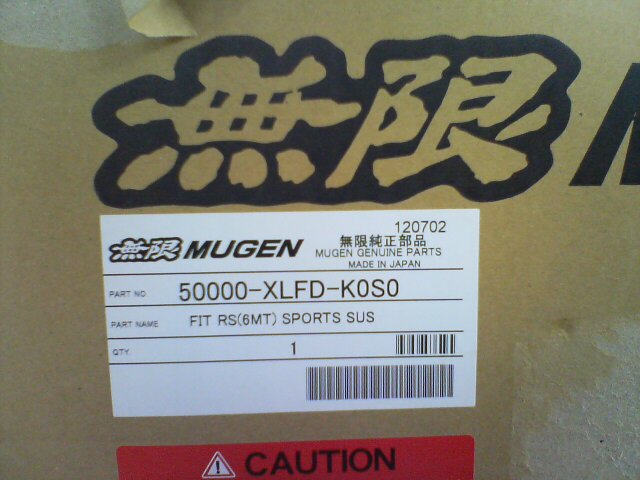 無限
120702
無限 MUGEN
無限純正部品
MUGEN GENUINE PARTS
MADE IN JAPAN
PART NO. 50000-XLFD-K0S0
PART NAME FIT RS(6MT) SPORTS SUS
QTY. 1
CAUTION